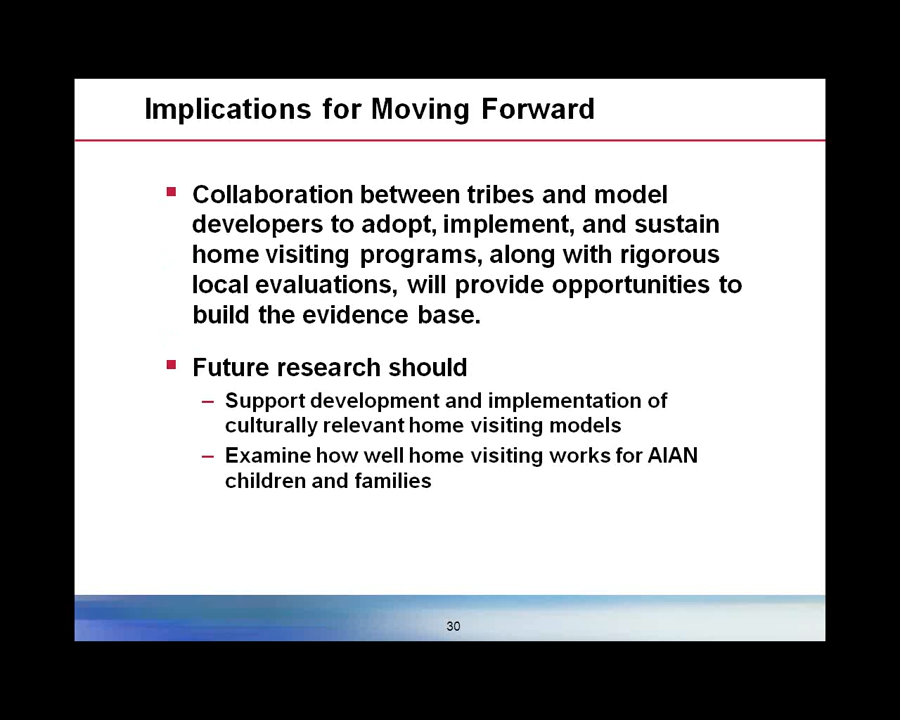 Implications for Moving Forward
Collaboration between tribes and model
developers to adopt, implement, and sustain
home visiting programs, along with rigorous
local evaluations, will provide opportunities to
build the evidence base.
Future research should
– Support development and implementation of
culturally relevant home visiting models
– Examine how well home visiting works for AIAN
children and families
30